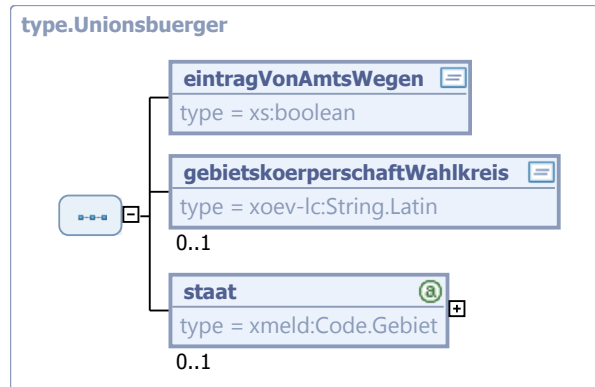 type.Unionsbuerger
eintragVonAmtsWegen
type = xs:boolean
gebietskoerperschaftWahlkreis
type = xoev-lc:String.Latin
0..1
staat
type = xmeld:Code.Gebiet
0..1